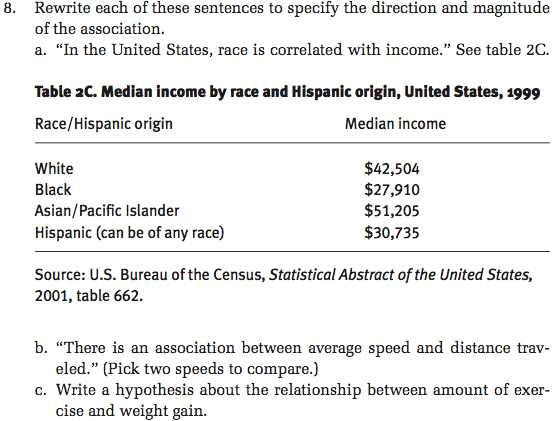 8. Rewrite each of these sentences to specify the direction and magnitude
of the association.
a. “In the United States, race is correlated with income.” See table 2C.
Table 2C. Median income by race and Hispanic origin, United States, 1999
Race/Hispanic origin Median income
White $42,504
Black $27,910
Asian/Pacific Islander $51,205
Hispanic (can be of any race) $30,735
Source: U.S. Bureau of the Census, Statistical Abstract of the United States,
2001, table 662.
b. “There is an association between average speed and distance trav-
eled.” (Pick two speeds to compare.)
c. Write a hypothesis about the relationship between amount of exer-
cise and weight gain.